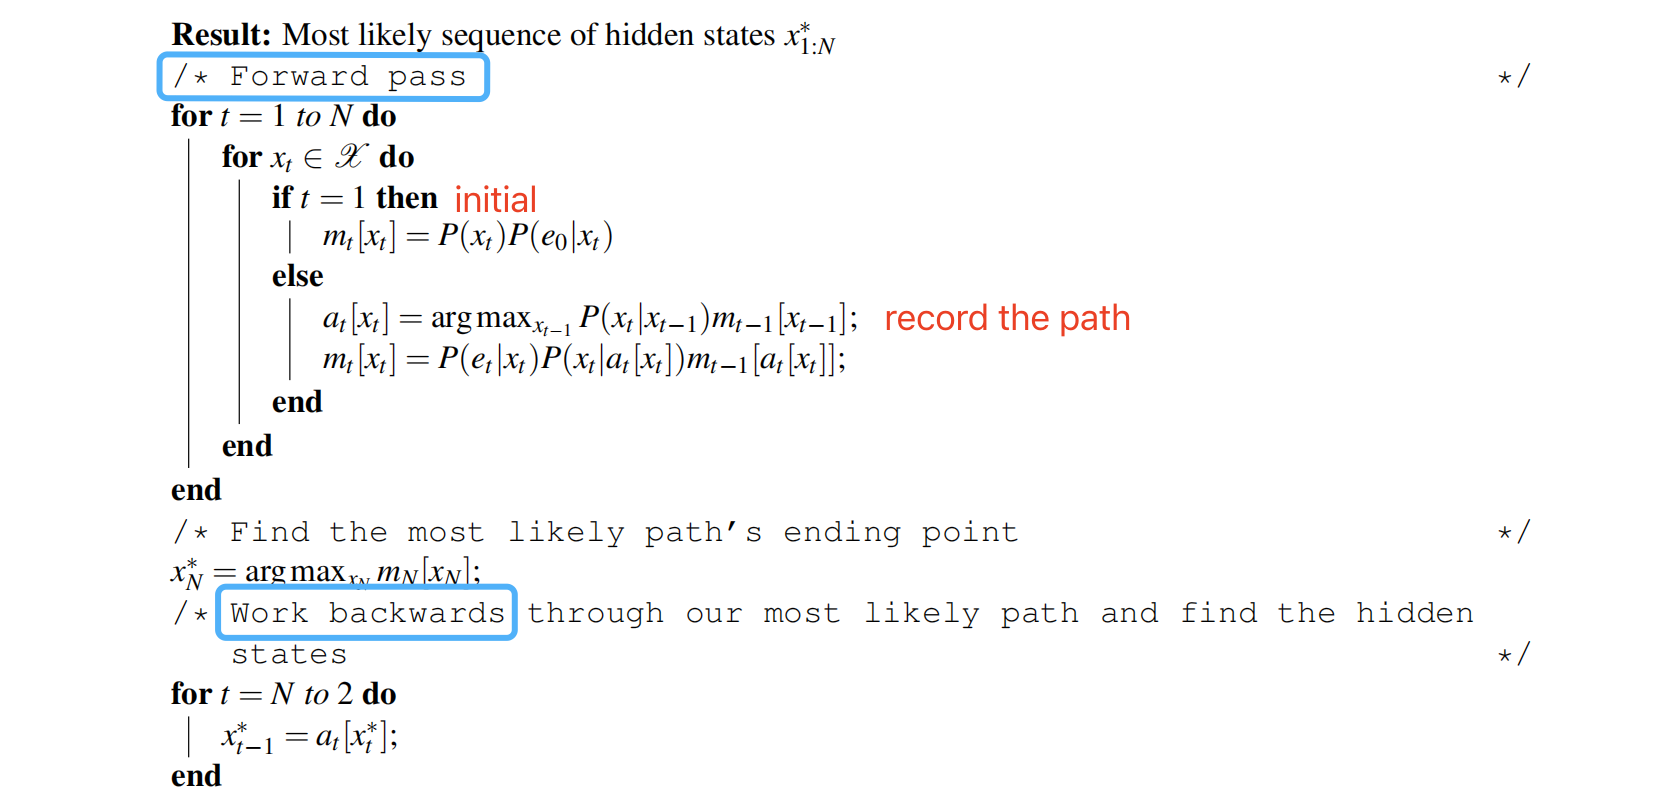 Result: Most likely sequence of hidden states x*_{1:N}
/* Forward pass */
for t = 1 to N do
for x_t ∈ 𝒳 do
if t = 1 then initial
m_t[x_t] = P(x_t)P(e_0|x_t)
else
a_t[x_t] = arg max_{x_{t−1}} P(x_t|x_{t−1})m_{t−1}[x_{t−1}]; record the path
m_t[x_t] = P(e_t|x_t)P(x_t|a_t[x_t])m_{t−1}[a_t[x_t]];
end
end
end
/* Find the most likely path's ending point */
x*_N = arg max_{x_N} m_N[x_N];
/* Work backwards through our most likely path and find the hidden
states */
for t = N to 2 do
x*_{t−1} = a_t[x*_t];
end